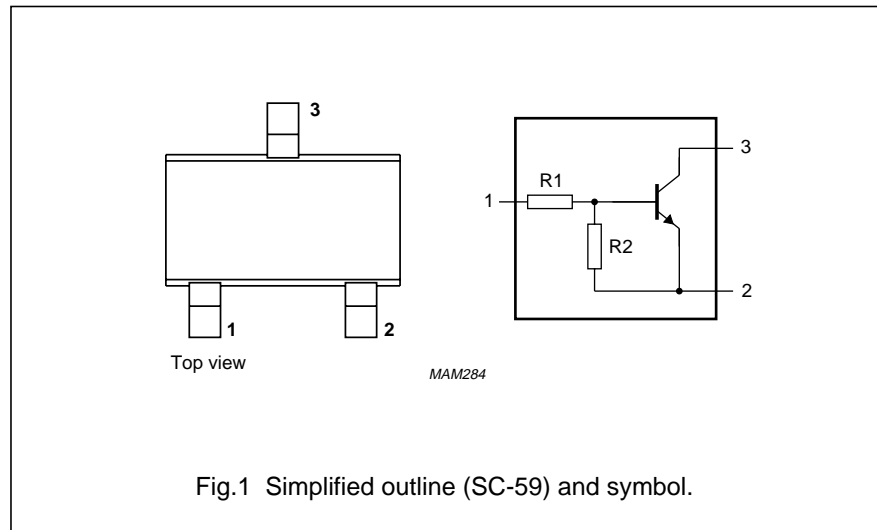 3
1
2
Top view
R1
R2
1
3
2
MAM284
Fig.1 Simplified outline (SC-59) and symbol.